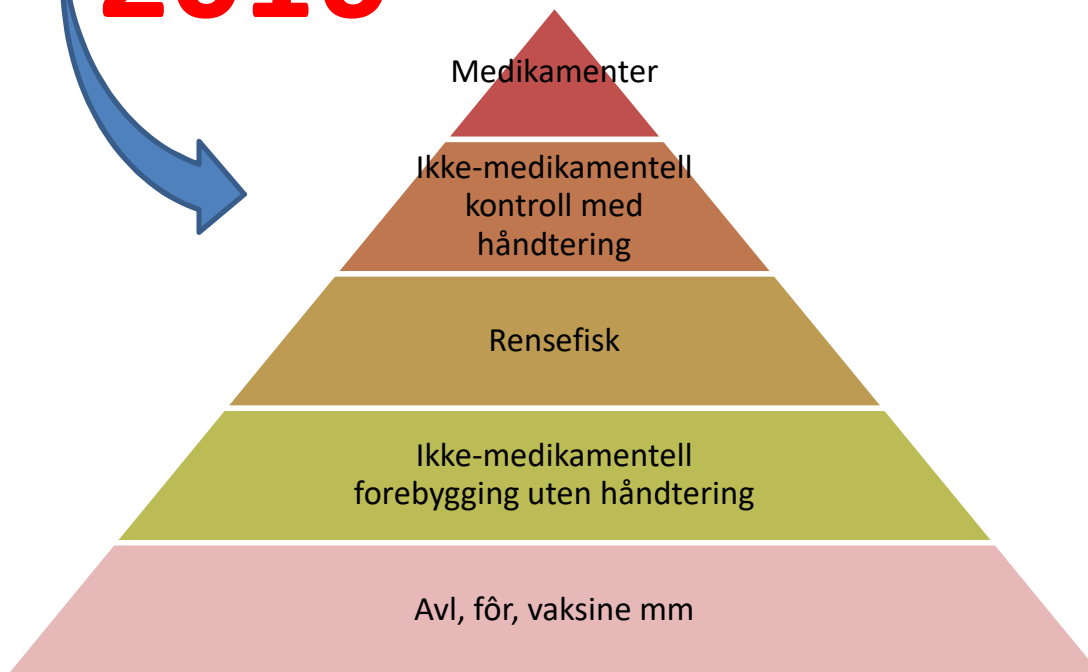 Medikamenter
Ikke-medikamentell
kontroll med
håndtering
Rensefisk
Ikke-medikamentell
forebygging uten håndtering
Avl, fôr, vaksine mm